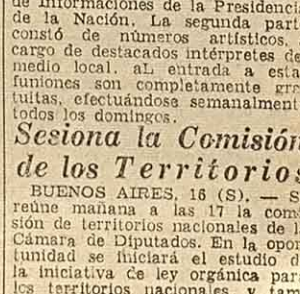 de Informaciones de la Presidenci
de la Nación. La segunda part
constó de números artísticos, 
cargo de destacados intérpretes de
medio local. aL entrada a esta
funiones son completamente gra
tuitas, efectuándose semanalment
todos los domingos.
Sesiona la Comisión
de los Territorios
BUENOS AIRES, 16 (S). — S
reúne mañana a las 17 la comi
sión de territorios nacionales de l
Cámara de Diputados. En la opor
tunidad se iniciará el estudio d
la iniciativa de ley orgánica par
los territorios nacionales y tam